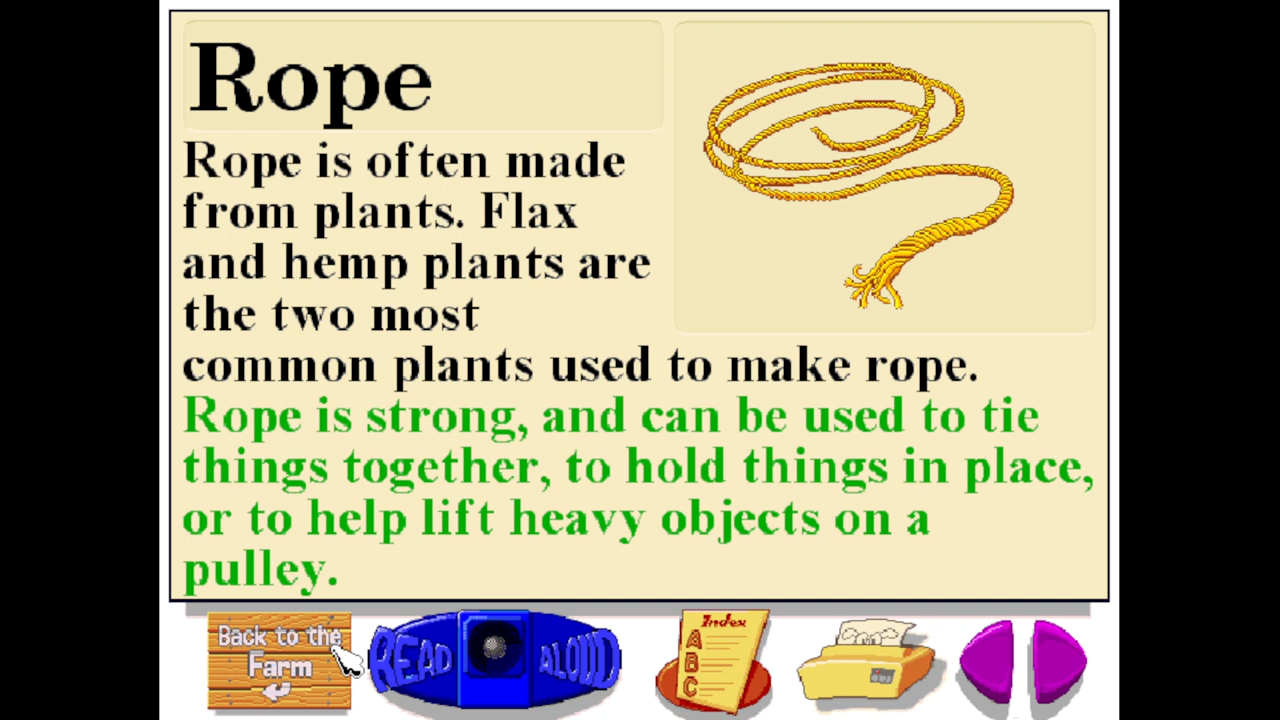 Rope
Rope is often made
from plants. Flax
and hemp plants are
the two most
common plants used to make rope.
Rope is strong, and can be used to tie
things together, to hold things in place,
or to help lift heavy objects on a
pulley.
Back to the
Farm
READ ALOUD
Index
A
B
C